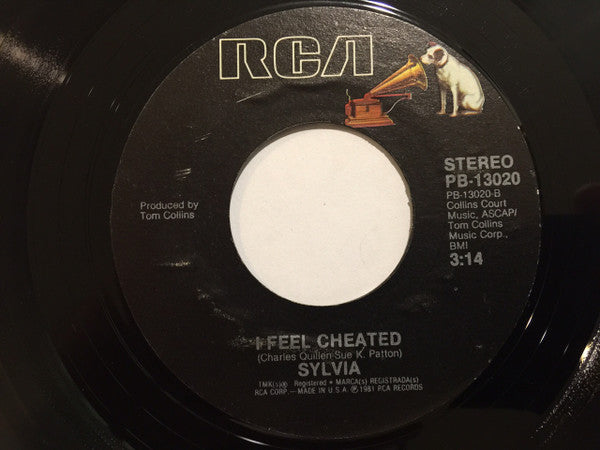 RCA
STEREO
PB-13020
PB-13020-B
Collins Court
Music, ASCAP/
Tom Collins
Music Corp.,
BMI
3:14
Produced by
Tom Collins
I FEEL CHEATED
(Charles Quillen-Sue K. Patton)
SYLVIA
TMK(s)® Registered • MARCA(s) REGISTRADA(s)
RCA CORP.— MADE IN U.S.A. ℗ 1981 RCA RECORDS